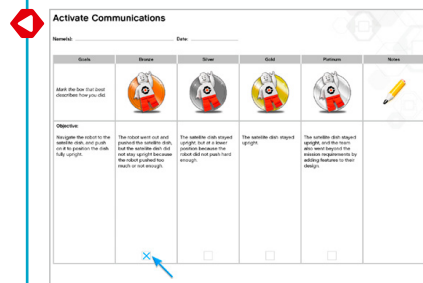 Activate Communications
Name(s):
Date
Goals
Bronze
Silver
Gold
Platinum
Notes
Mark the box that best
describes how you did.
Objective:
Navigate the robot to the
satellite dish, and push
on it to position the dish
fully upright.
The robot went out and
pushed the satellite dish,
but the satellite dish did
not stay upright because
the robot pushed too
much or not enough.
The satellite dish stayed
upright, but at a lower
position because the
robot did not push hard
enough.
The satellite dish stayed
upright.
The satellite dish stayed
upright, and the team
also went beyond the
mission requirements by
adding features to their
design.